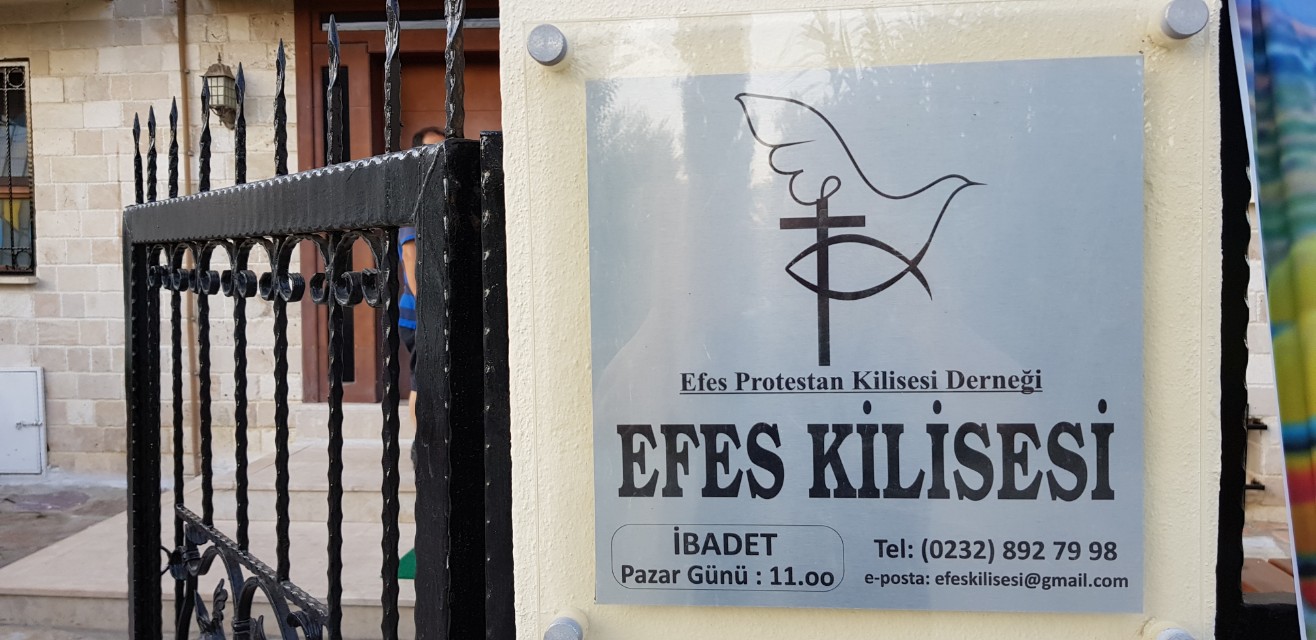 Efes Protestan Kilisesi Derneği
EFES KİLİSESİ
İBADET
Pazar Günü : 11.oo
Tel: (0232) 892 79 98
e-posta: efeskilisesi@gmail.com